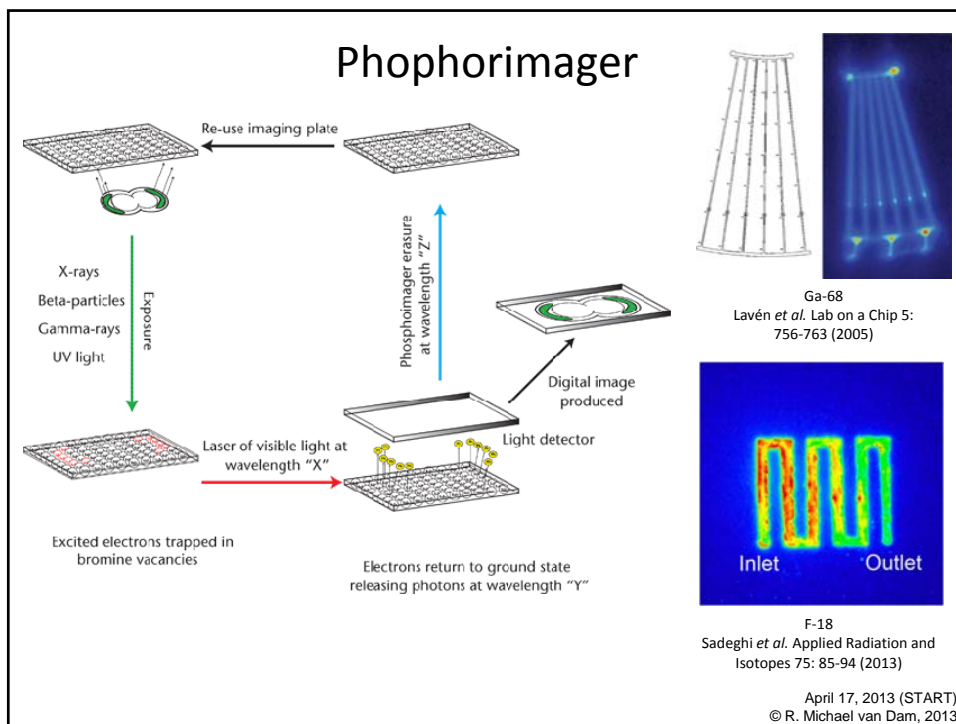 Phophorimager
Re-use imaging plate
X-rays
Beta-particles
Gamma-rays
UV light
Exposure
Phosphoimager erasure
at wavelength "Z"
Digital image
produced
Light detector
Laser of visible light at
wavelength "X"
Excited electrons trapped in
bromine vacancies
Electrons return to ground state
releasing photons at wavelength "Y"
Ga-68
Lavén et al. Lab on a Chip 5:
756-763 (2005)
Inlet
Outlet
F-18
Sadeghi et al. Applied Radiation and
Isotopes 75: 85-94 (2013)
April 17, 2013 (START)
© R. Michael van Dam, 2013